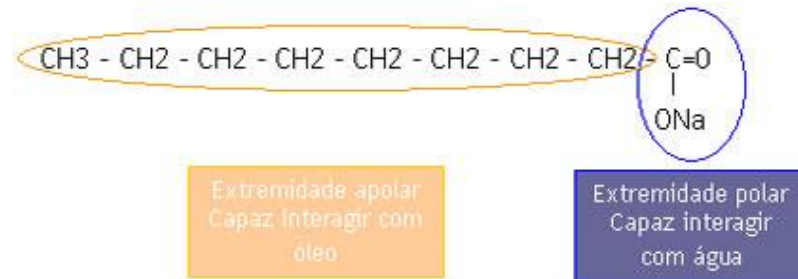 CH3 - CH2 - CH2 - CH2 - CH2 - CH2 - CH2 - CH2 - C=O
|
ONa
Extremidade apolar
Capaz interagir com
óleo
Extremidade polar
Capaz interagir
com água